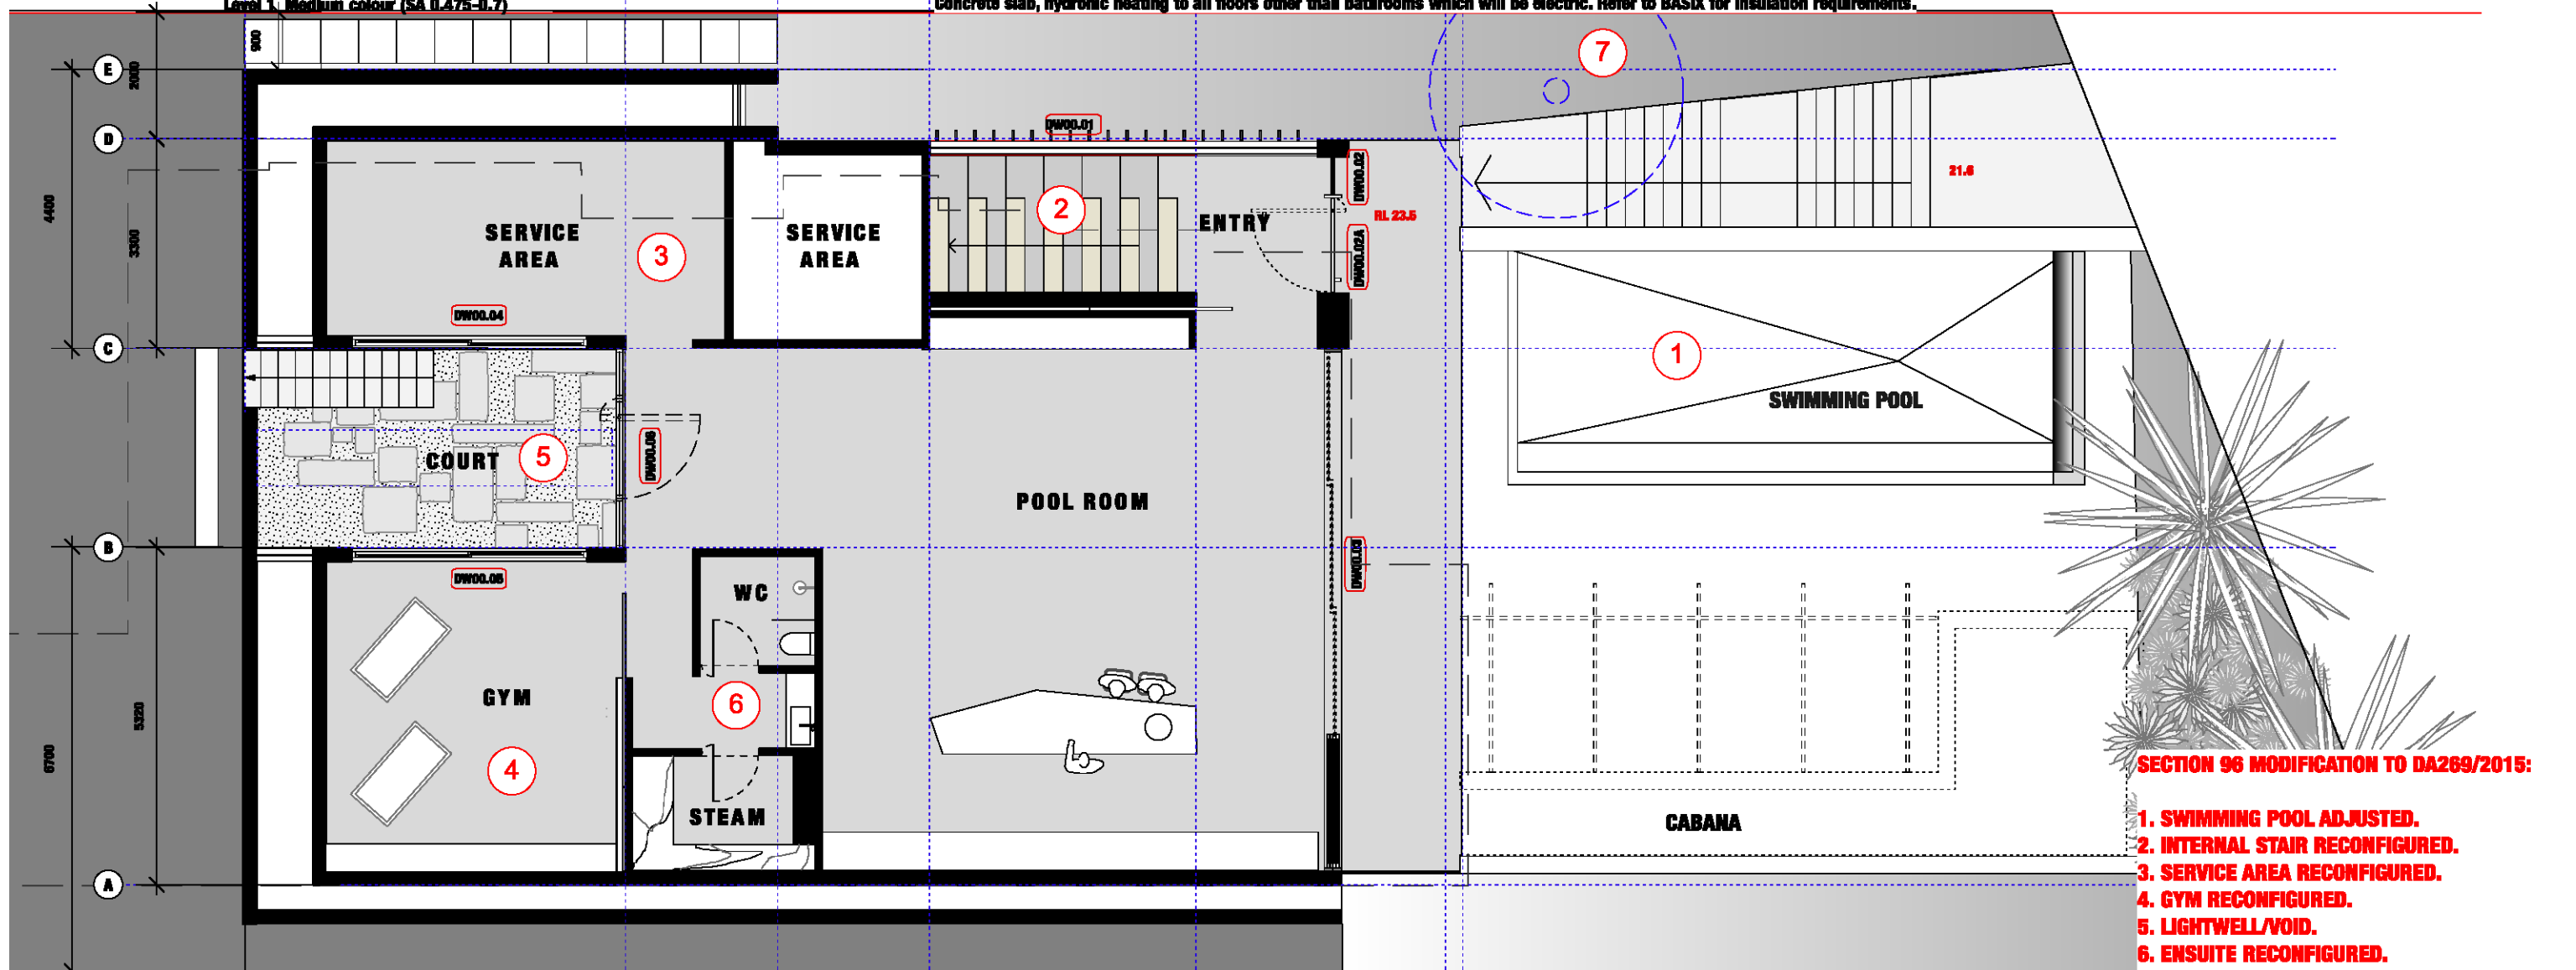 Level 1, Medium colour (SA 0.475-0.7)
Concrete slab, hydronic heating to all floors other than bathrooms which will be electric. Refer to BASIX for insulation requirements.
900
7
E
2000
D
DW00.01
DW00.02
21.6
4400
3300
2
RL 23.5
SERVICE
AREA
3
SERVICE
AREA
ENTRY
DW00.02A
DW00.04
C
1
SWIMMING POOL
COURT
5
DW00.06
POOL ROOM
B
DW00.03
DW00.05
WC
GYM
6
5320
6700
4
STEAM
CABANA
A
SECTION 96 MODIFICATION TO DA269/2015:
1. SWIMMING POOL ADJUSTED.
2. INTERNAL STAIR RECONFIGURED.
3. SERVICE AREA RECONFIGURED.
4. GYM RECONFIGURED.
5. LIGHTWELL/VOID.
6. ENSUITE RECONFIGURED.